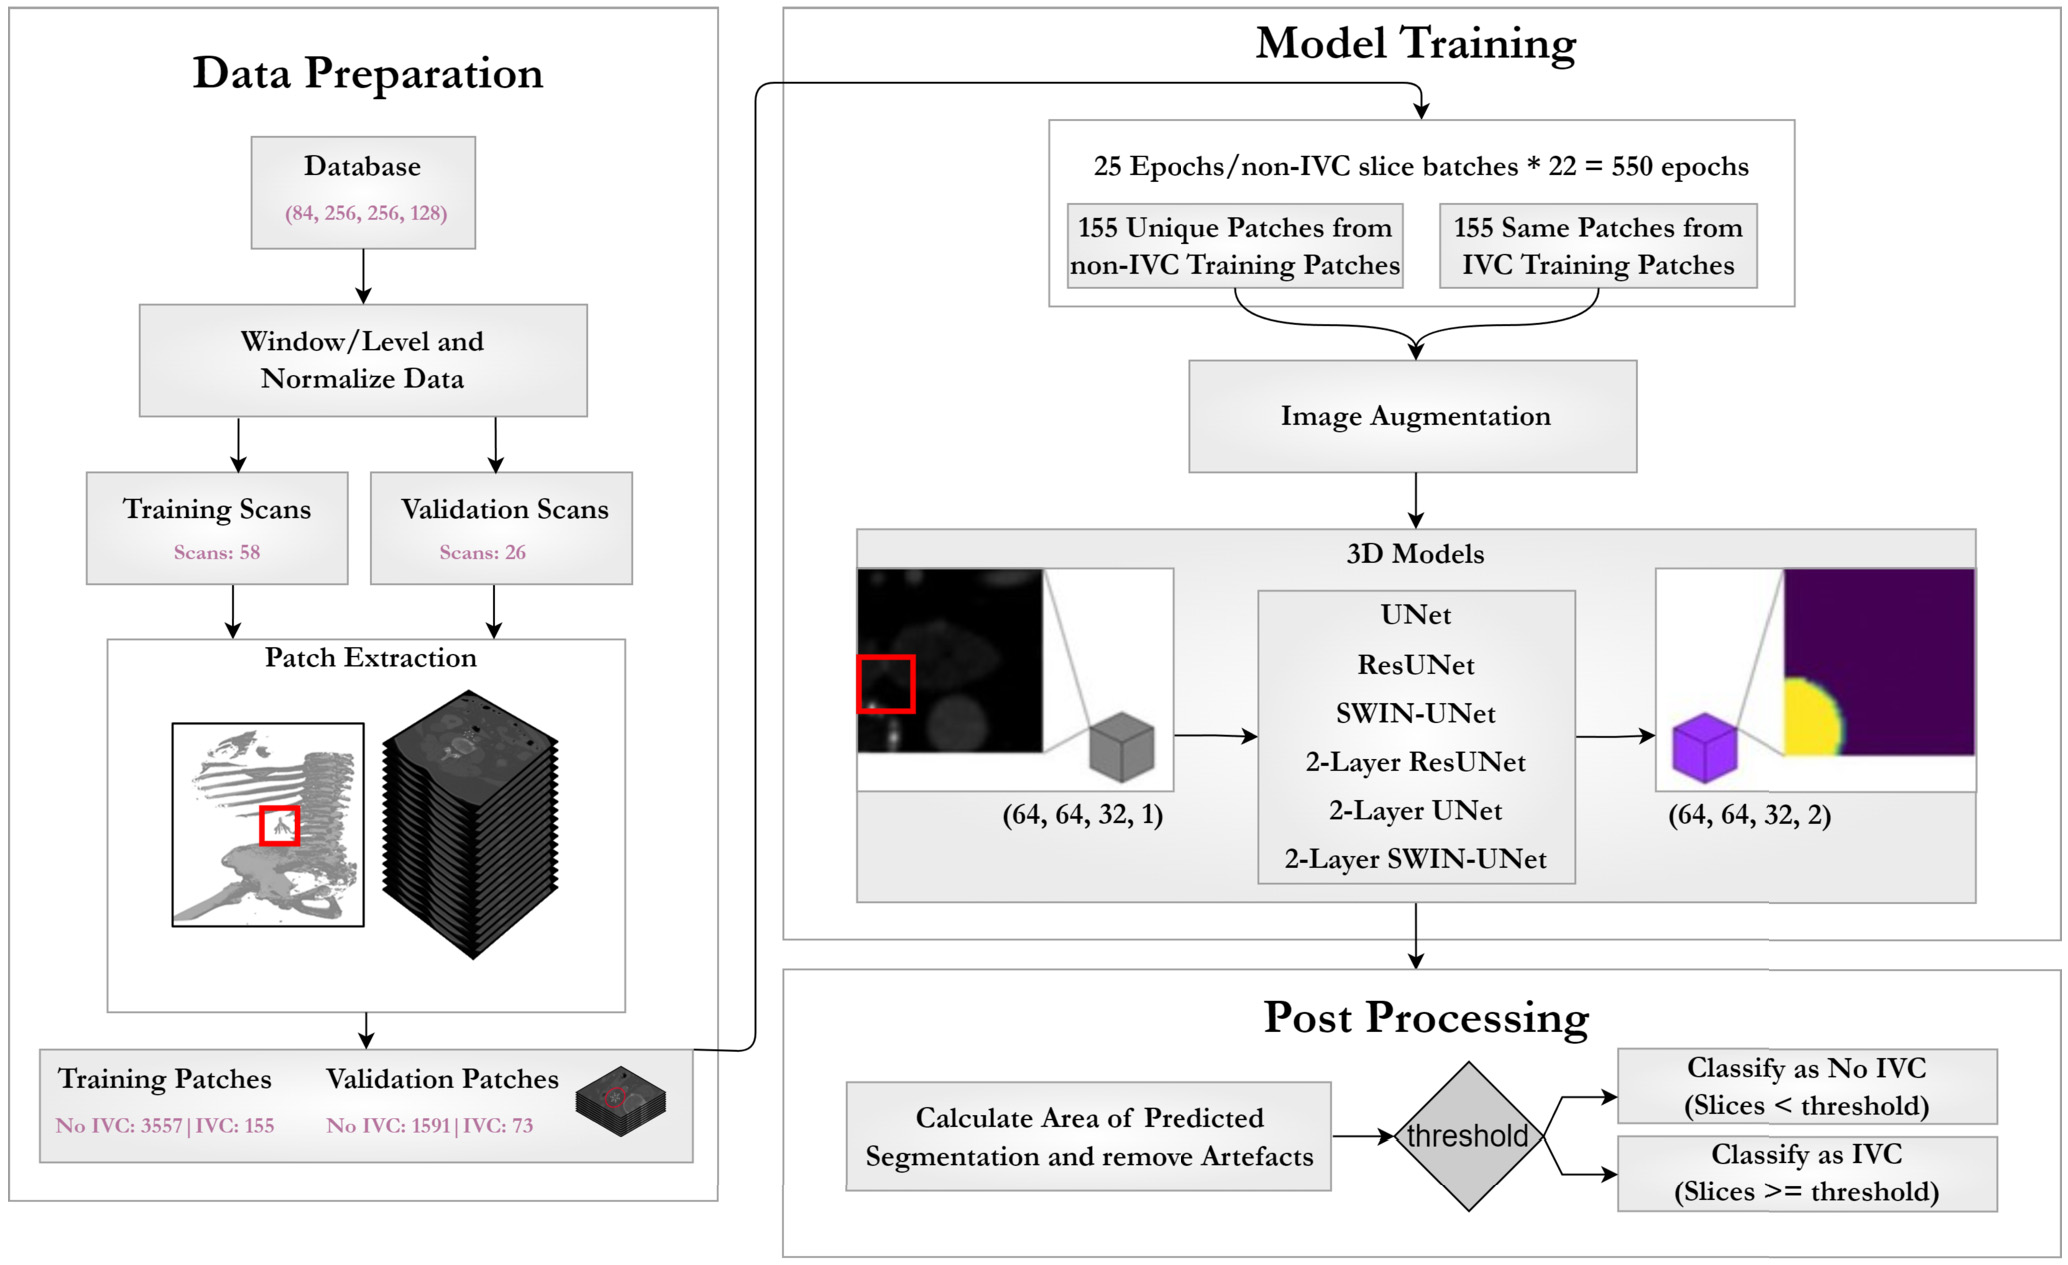 Data Preparation
Database
(84, 256, 256, 128)
Window/Level and
Normalize Data
Training Scans
Scans: 58
Validation Scans
Scans: 26
Patch Extraction
Training Patches
No IVC: 3557|IVC: 155
Validation Patches
No IVC: 1591|IVC: 73
Model Training
25 Epochs/non-IVC slice batches * 22 = 550 epochs
155 Unique Patches from
non-IVC Training Patches
155 Same Patches from
IVC Training Patches
Image Augmentation
3D Models
(64, 64, 32, 1)
UNet
ResUNet
SWIN-UNet
2-Layer ResUNet
2-Layer UNet
2-Layer SWIN-UNet
(64, 64, 32, 2)
Post Processing
Calculate Area of Predicted
Segmentation and remove Artefacts
threshold
Classify as No IVC
(Slices < threshold)
Classify as IVC
(Slices >= threshold)